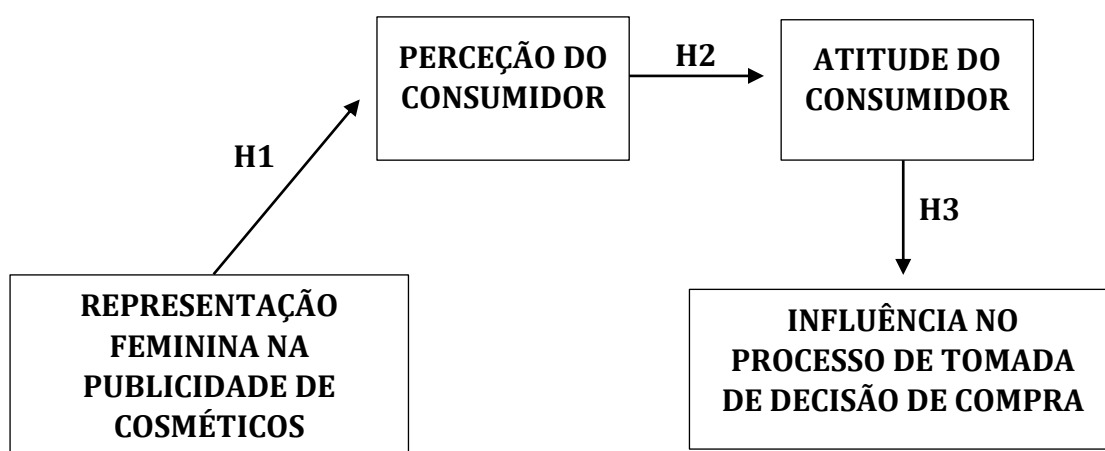 PERCEÇÃO DO
CONSUMIDOR
H2
ATITUDE DO
CONSUMIDOR
H1
H3
REPRESENTAÇÃO
FEMININA NA
PUBLICIDADE DE
COSMÉTICOS
INFLUÊNCIA NO
PROCESSO DE TOMADA
DE DECISÃO DE COMPRA